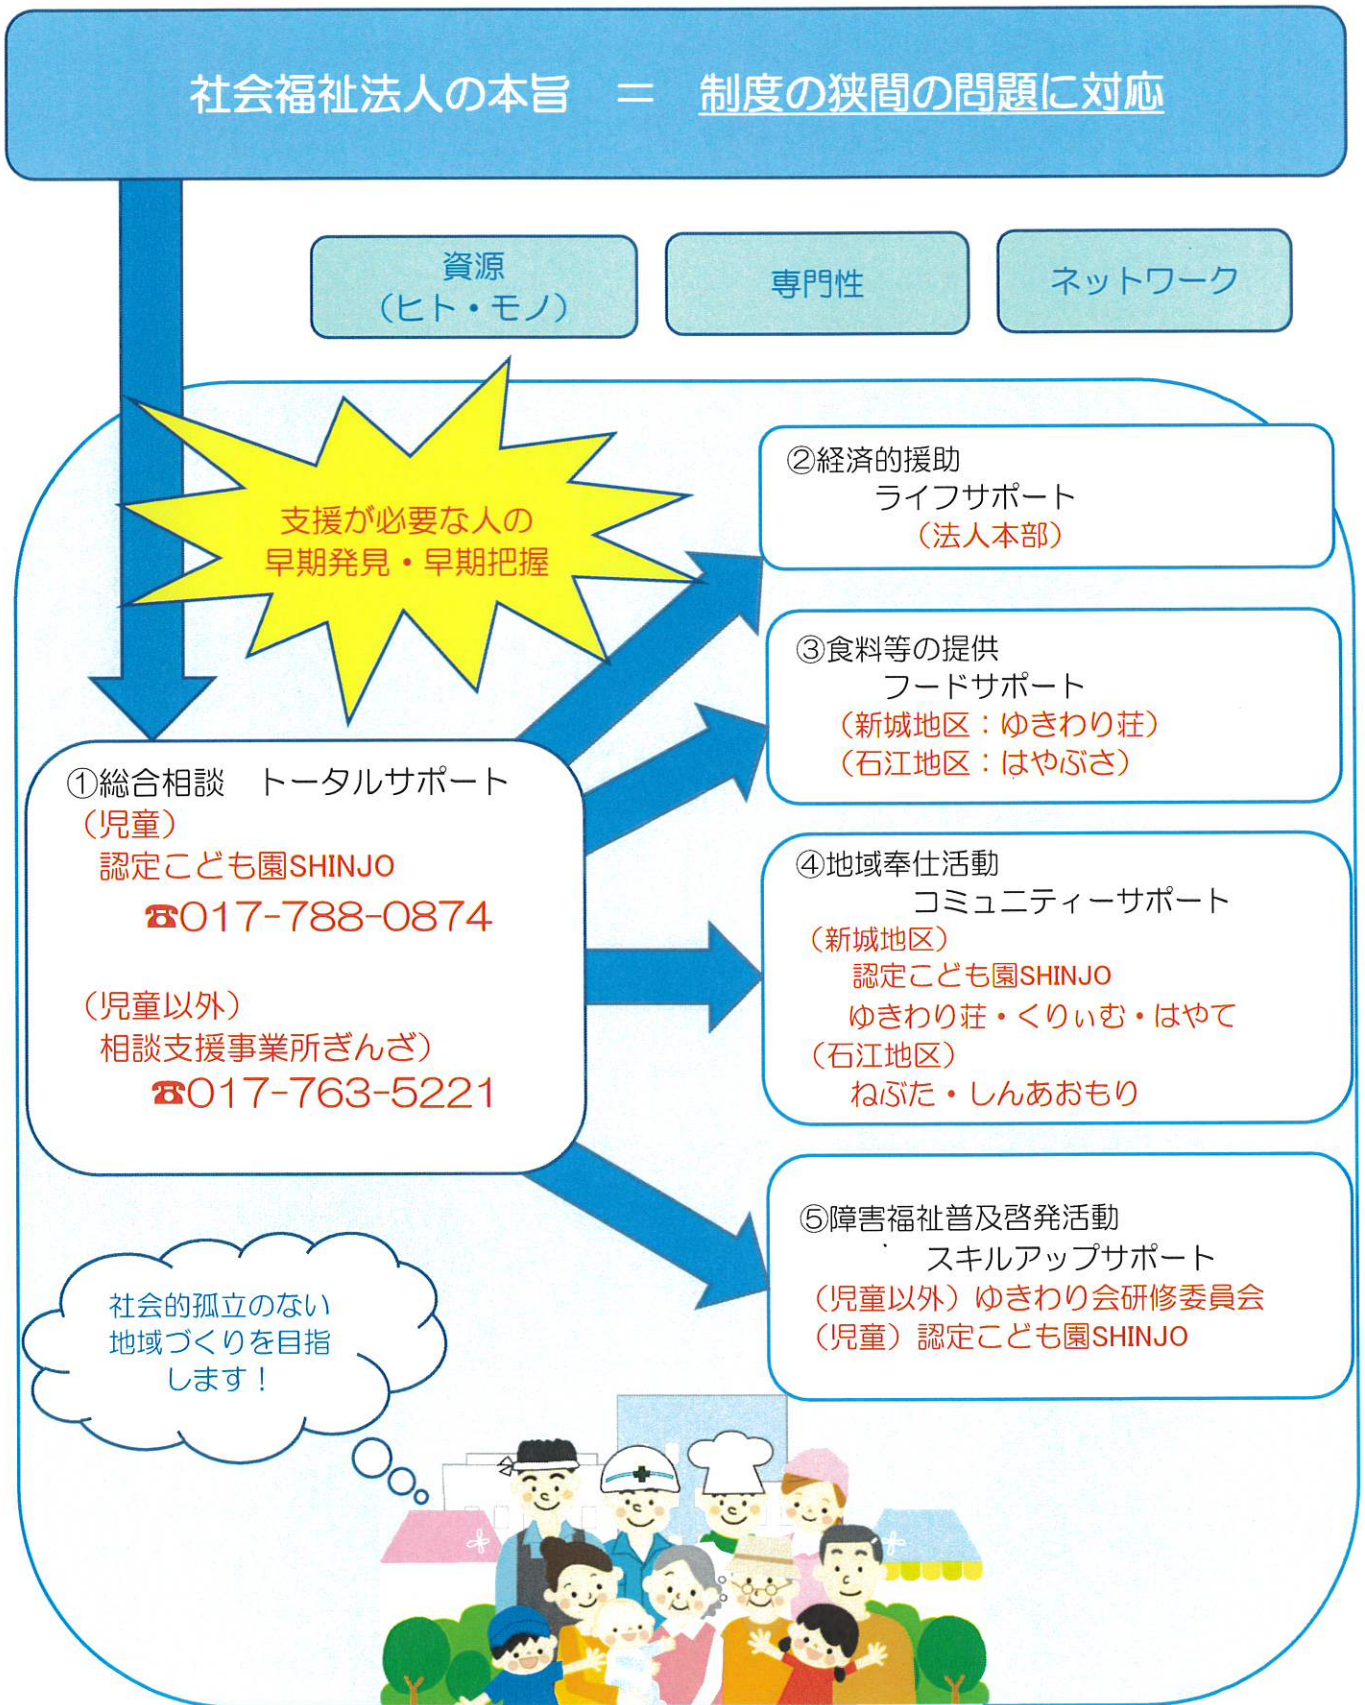 社会福祉法人の本旨　＝　制度の狭間の問題に対応
資源
（ヒト・モノ）
専門性
ネットワーク
支援が必要な人の
早期発見・早期把握
①総合相談　トータルサポート
（児童）
認定こども園SHINJO
☎017-788-0874
（児童以外）
相談支援事業所ぎんざ）
☎017-763-5221
②経済的援助
ライフサポート
（法人本部）
③食料等の提供
フードサポート
（新城地区：ゆきわり荘）
（石江地区：はやぶさ）
④地域奉仕活動
コミュニティーサポート
（新城地区）
認定こども園SHINJO
ゆきわり荘・くりぃむ・はやて
（石江地区）
ねぶた・しんあおもり
⑤障害福祉普及啓発活動
スキルアップサポート
（児童以外）ゆきわり会研修委員会
（児童）認定こども園SHINJO
社会的孤立のない
地域づくりを目指
します！